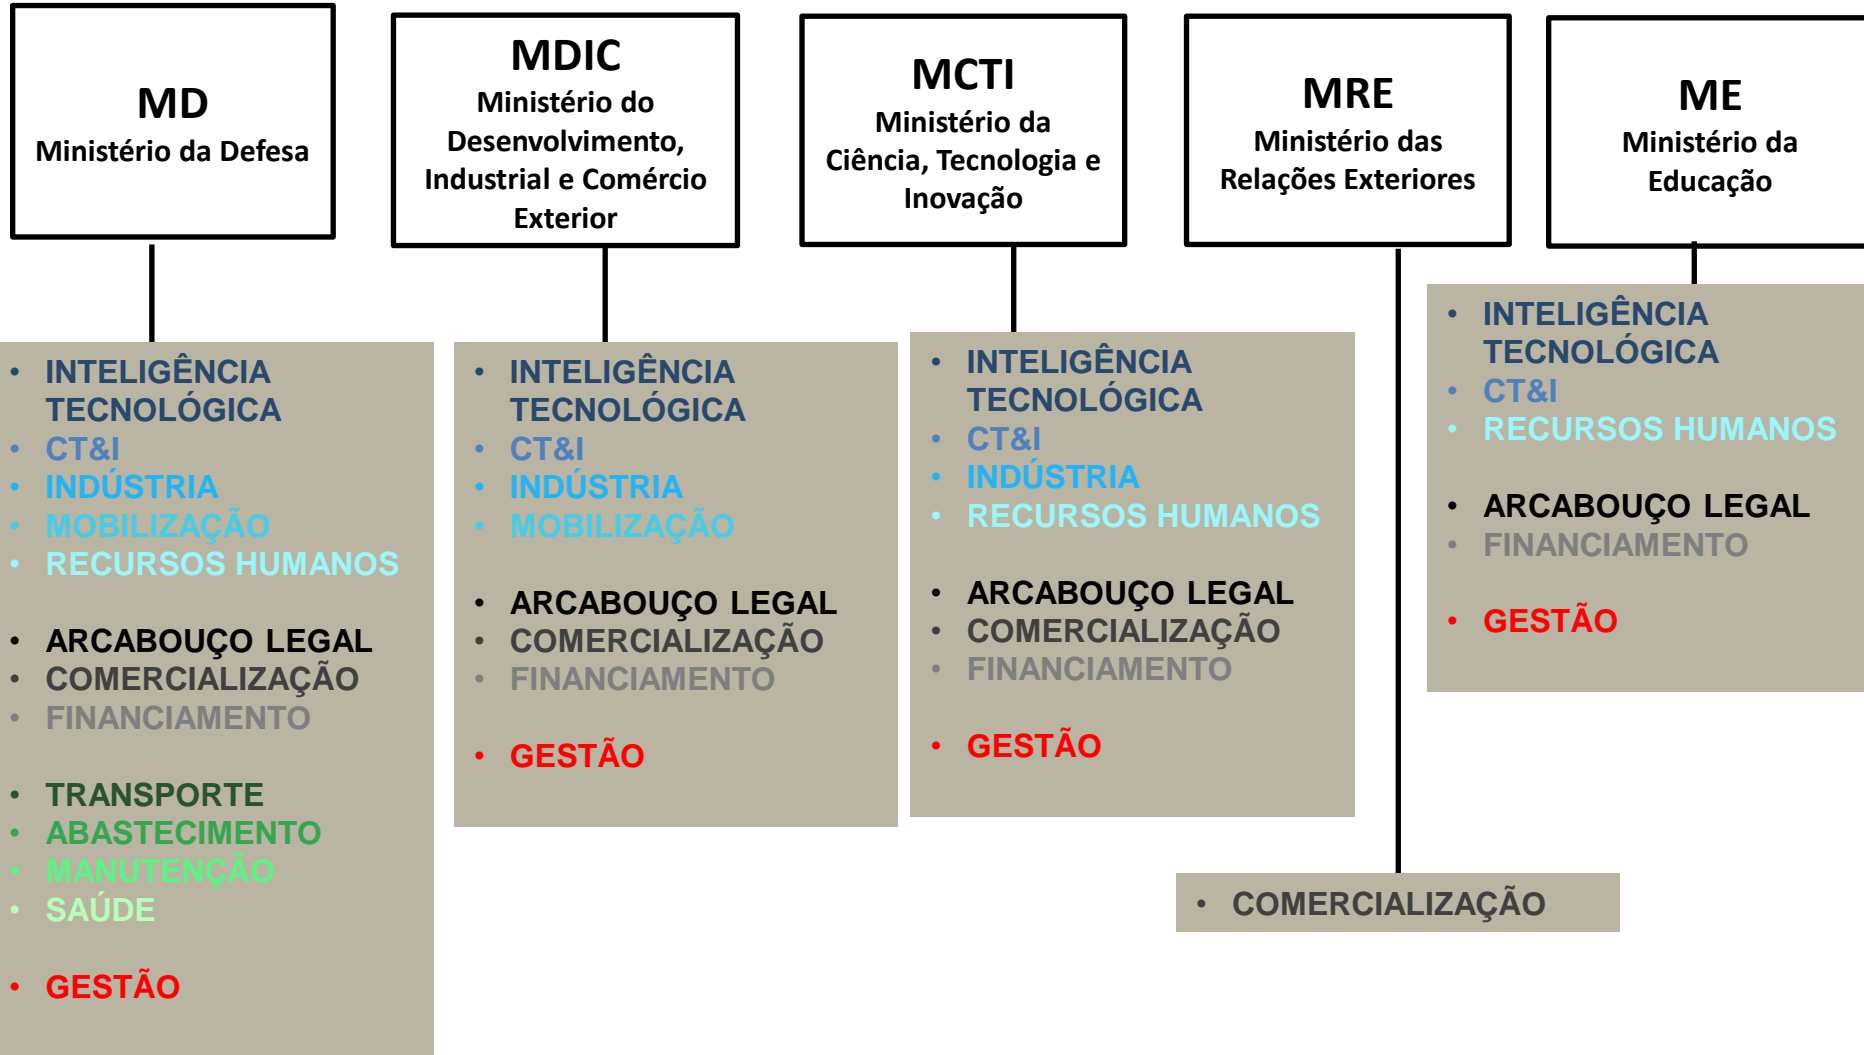 MD
Ministério da Defesa
MDIC
Ministério do
Desenvolvimento,
Industrial e Comércio
Exterior
MCTI
Ministério da
Ciência, Tecnologia e
Inovação
MRE
Ministério das
Relações Exteriores
ME
Ministério da
Educação
• INTELIGÊNCIA
TECNOLÓGICA
• CT&I
• INDÚSTRIA
• MOBILIZAÇÃO
• RECURSOS HUMANOS
• ARCABOUÇO LEGAL
• COMERCIALIZAÇÃO
• FINANCIAMENTO
• TRANSPORTE
• ABASTECIMENTO
• MANUTENÇÃO
• SAÚDE
• GESTÃO
• INTELIGÊNCIA
TECNOLÓGICA
• CT&I
• INDÚSTRIA
• MOBILIZAÇÃO
• ARCABOUÇO LEGAL
• COMERCIALIZAÇÃO
• FINANCIAMENTO
• GESTÃO
• INTELIGÊNCIA
TECNOLÓGICA
• CT&I
• INDÚSTRIA
• RECURSOS HUMANOS
• ARCABOUÇO LEGAL
• COMERCIALIZAÇÃO
• FINANCIAMENTO
• GESTÃO
• COMERCIALIZAÇÃO
• INTELIGÊNCIA
TECNOLÓGICA
• CT&I
• RECURSOS HUMANOS
• ARCABOUÇO LEGAL
• FINANCIAMENTO
• GESTÃO